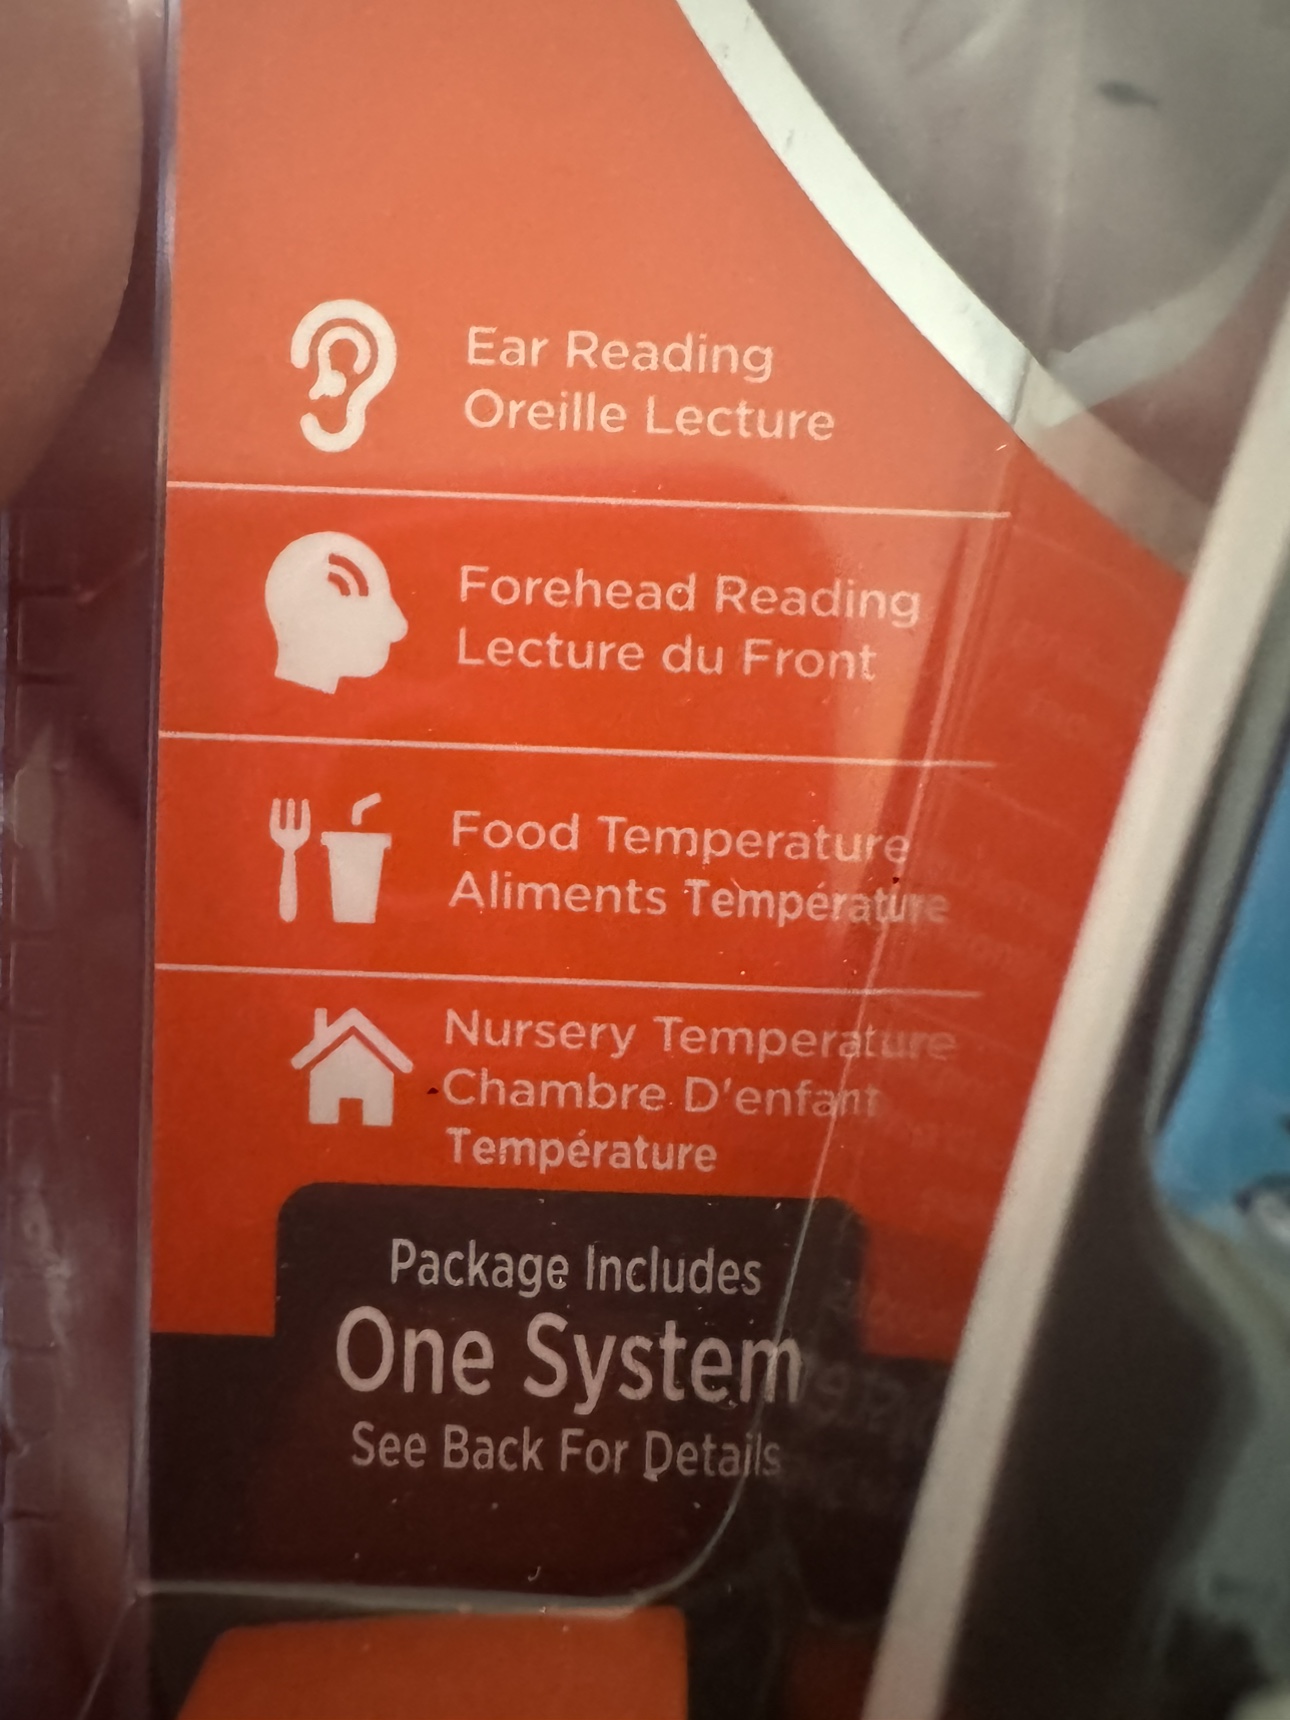 Ear Reading
Oreille Lecture
Forehead Reading
Lecture du Front
Food Temperature
Aliments Température
Nursery Temperature
Chambre D'enfant
Température
Package Includes
One System
See Back For Details